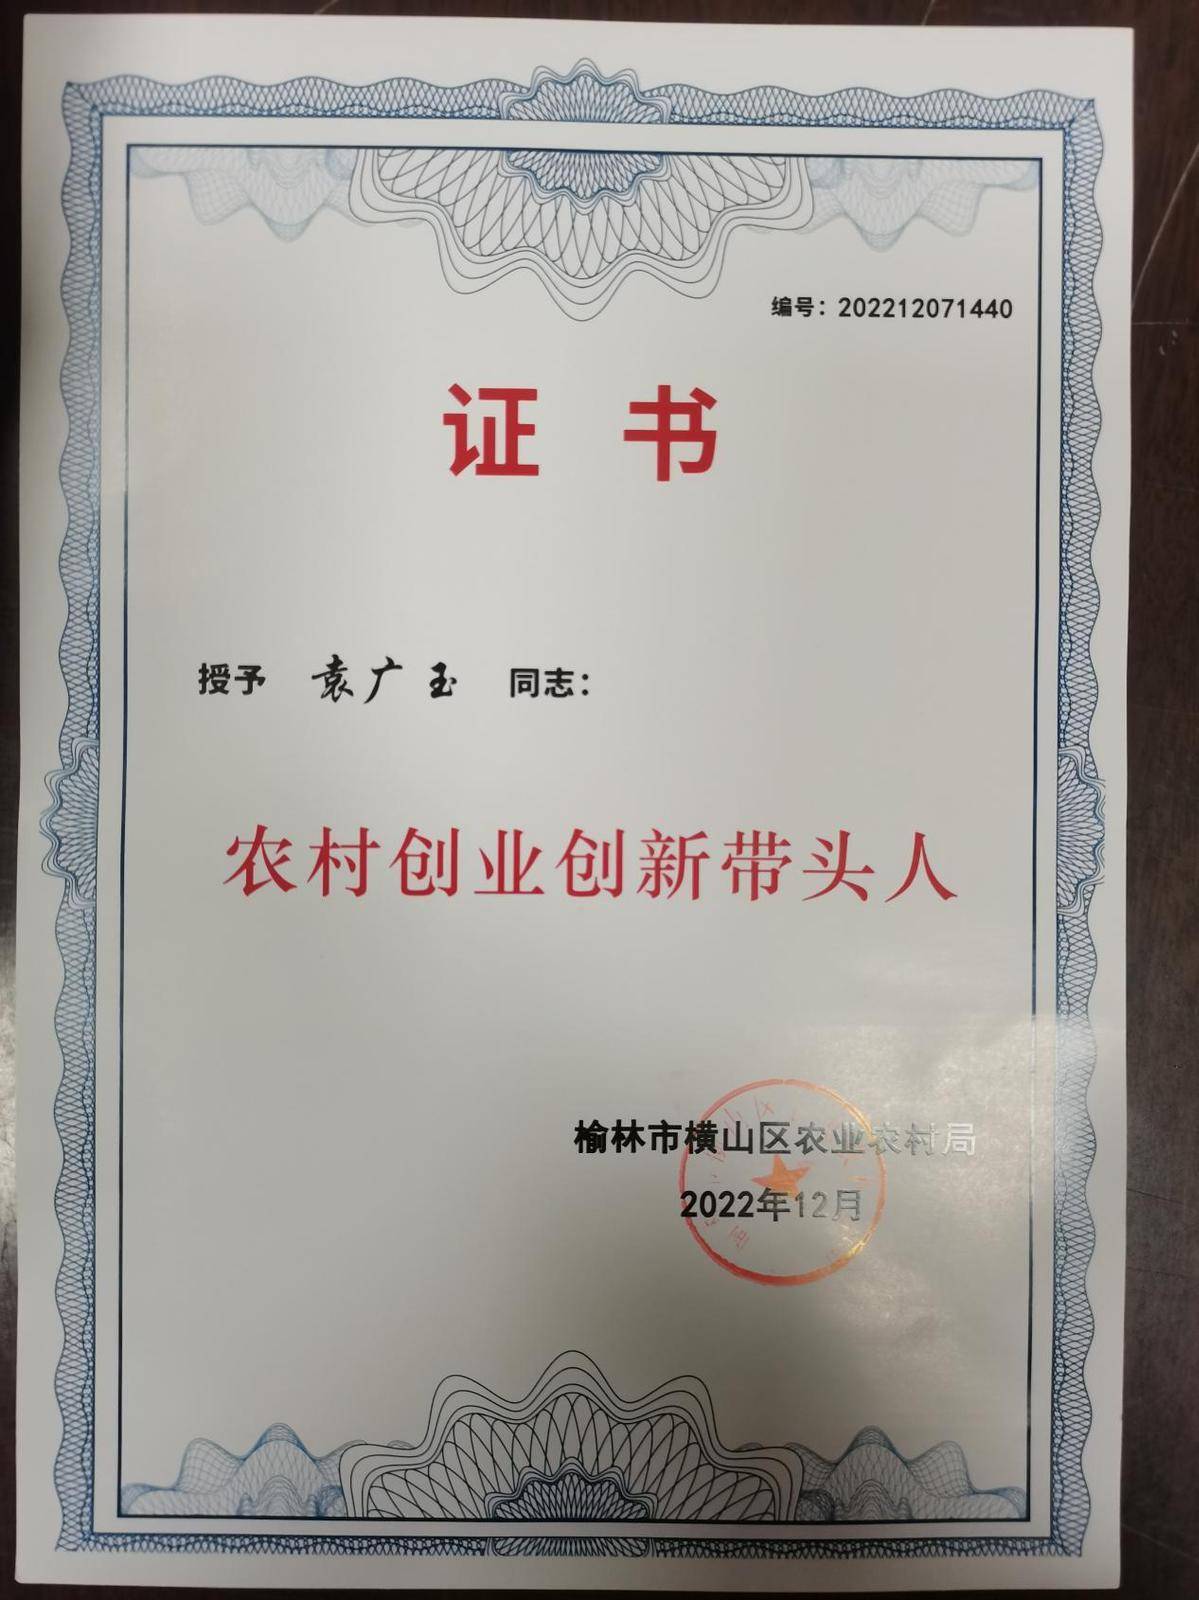 编号：202212071440
证书
授予 袁广玉 同志：
农村创业创新带头人
榆林市横山区农业农村局
2022年12月